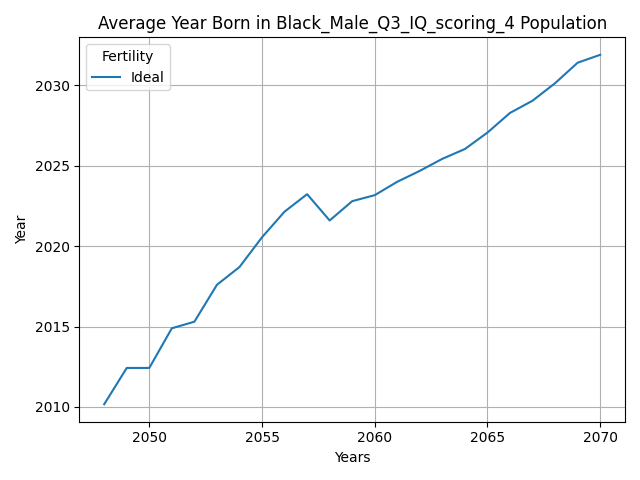 Average Year Born in Black_Male_Q3_IQ_scoring_4 Population
Fertility
Ideal
2030
2025
2020
2015
2010
Year
2050 2055 2060 2065 2070
Years